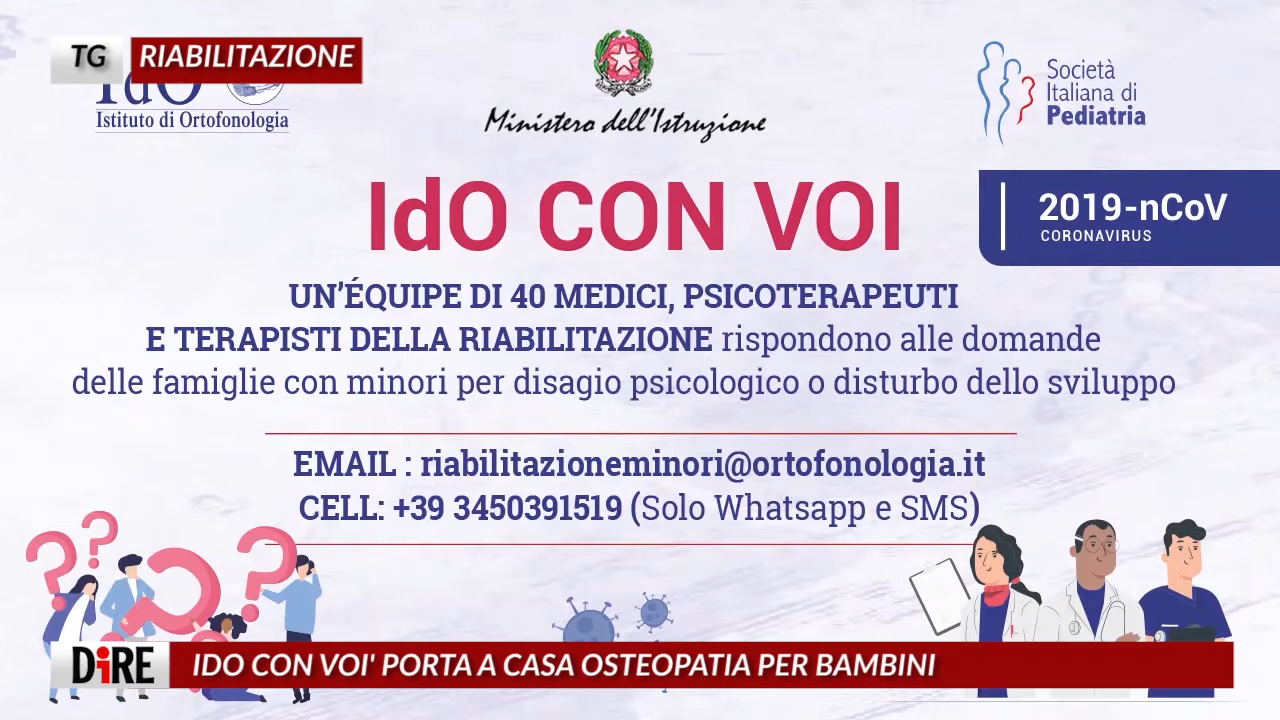 TG RIABILITAZIONE
IdO
Istituto di Ortofonologia
Ministero dell'Istruzione
Società
Italiana di
Pediatria
IdO CON VOI
2019-nCoV
CORONAVIRUS
UN'ÉQUIPE DI 40 MEDICI, PSICOTERAPEUTI
E TERAPISTI DELLA RIABILITAZIONE rispondono alle domande
delle famiglie con minori per disagio psicologico o disturbo dello sviluppo
EMAIL : riabilitazioneminori@ortofonologia.it
CELL: +39 3450391519 (Solo Whatsapp e SMS)
DiRE IDO CON VOI' PORTA A CASA OSTEOPATIA PER BAMBINI